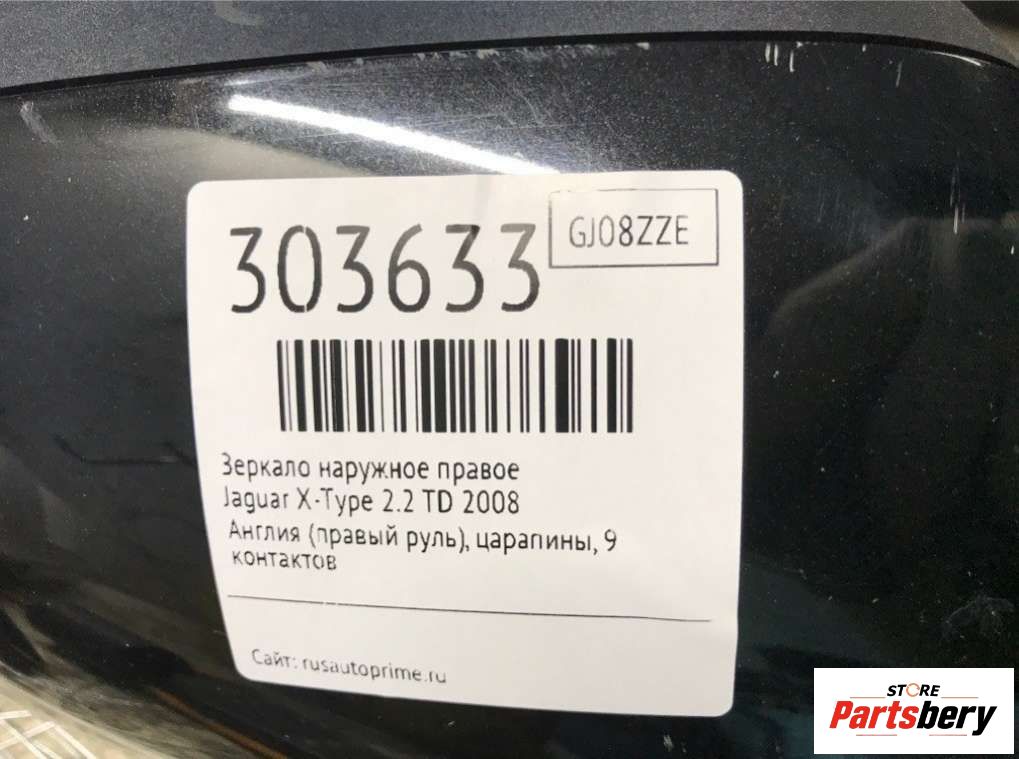 303633
GJ08ZZE
Зеркало наружное правое
Jaguar X-Type 2.2 TD 2008
Англия (правый руль), царапины, 9
контактов
Сайт: rusautoprime.ru
STORE
Partsbery